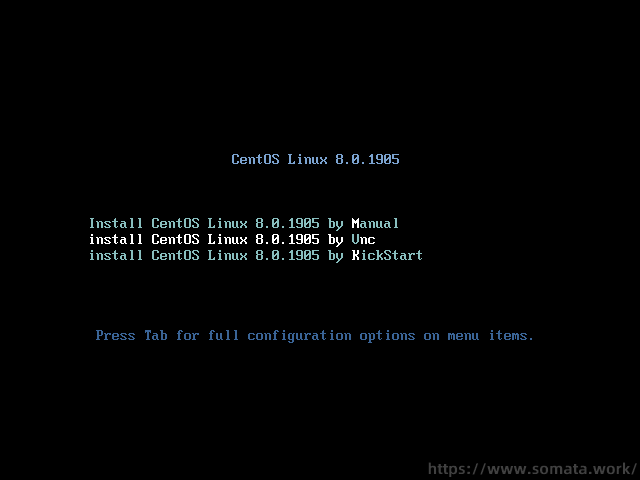 CentOS Linux 8.0.1905
Install CentOS Linux 8.0.1905 by Manual
install CentOS Linux 8.0.1905 by Vnc
install CentOS Linux 8.0.1905 by KickStart
Press Tab for full configuration options on menu items.
https://www.somata.work/